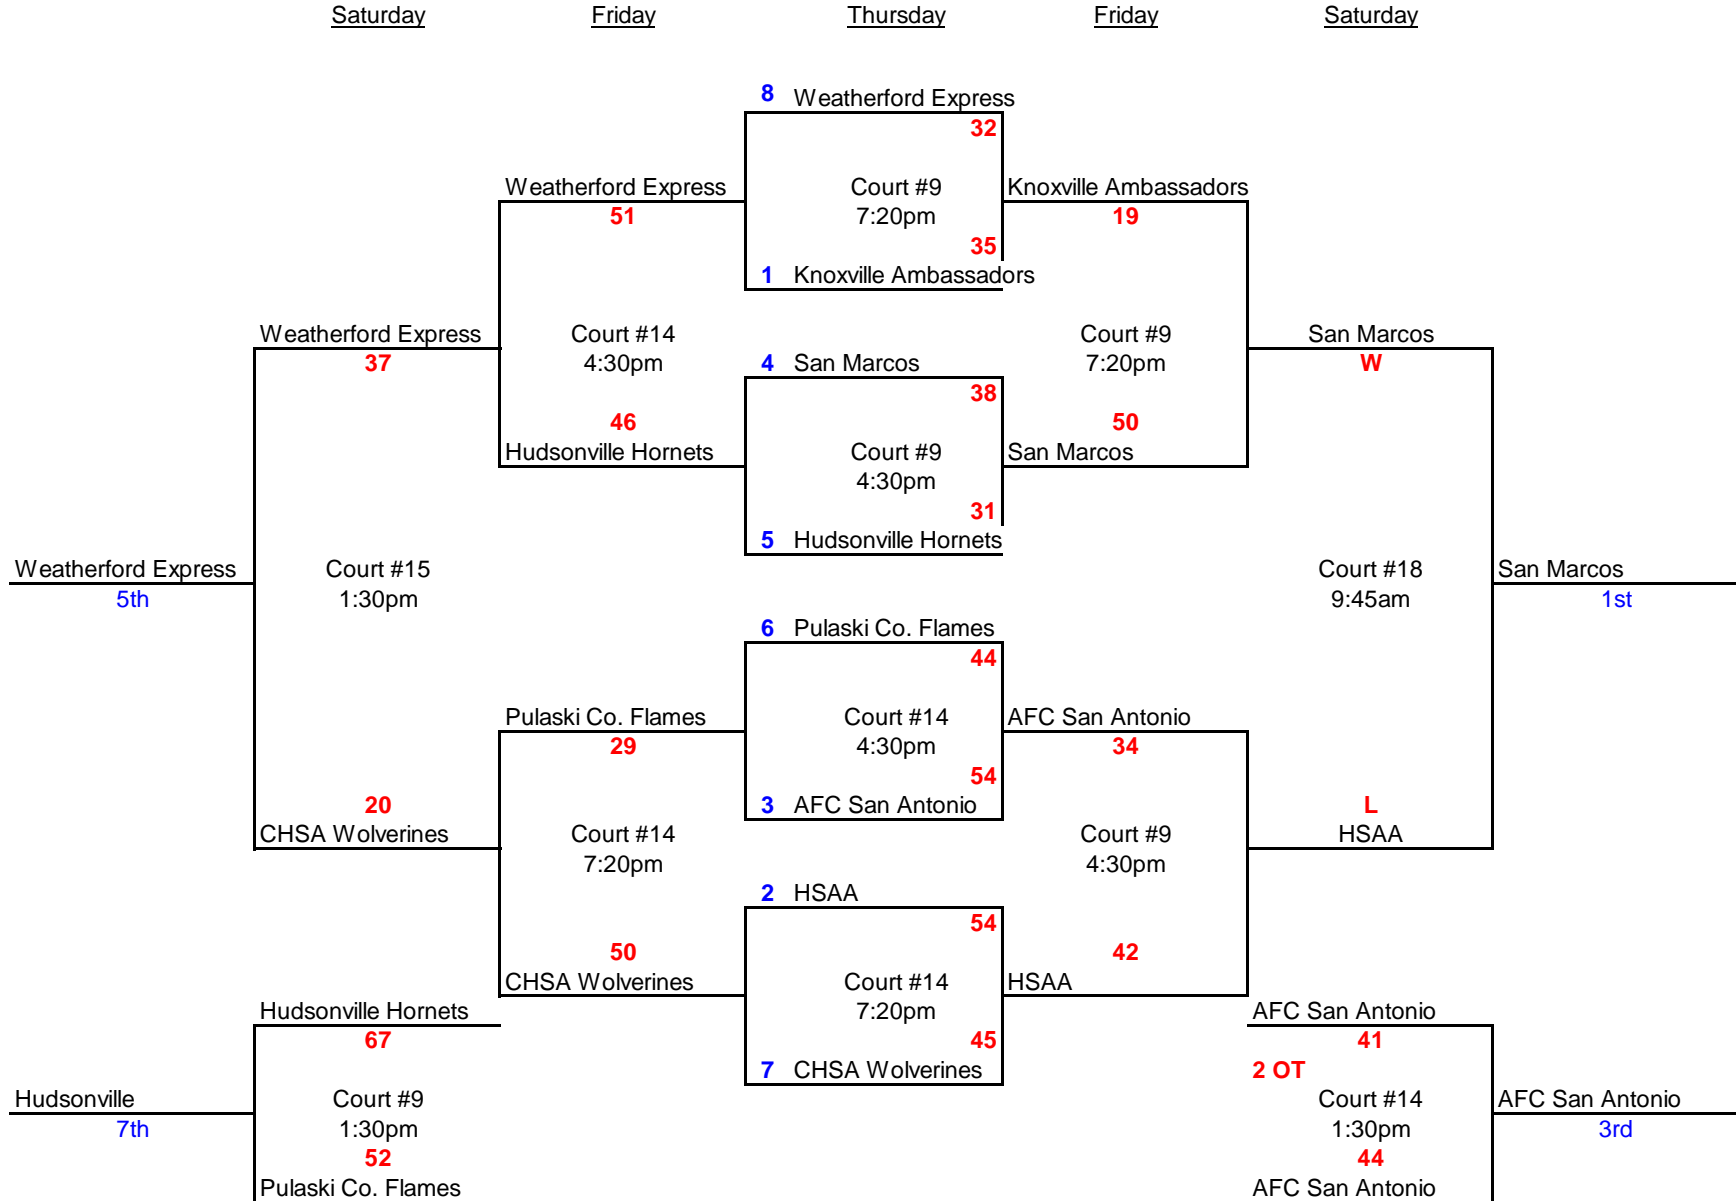 Saturday Friday Thursday Friday Saturday
8 Weatherford Express
32
Weatherford Express Court #9 Knoxville Ambassadors
51 7:20pm 19
35
1 Knoxville Ambassadors
Weatherford Express Court #14 Court #9 San Marcos
37 4:30pm 4 San Marcos 7:20pm W
38
46 50
Hudsonville Hornets Court #9 San Marcos
4:30pm
31
5 Hudsonville Hornets
Weatherford Express Court #15 Court #18 San Marcos
5th 1:30pm 9:45am 1st
6 Pulaski Co. Flames
44
Pulaski Co. Flames Court #14 AFC San Antonio
29 4:30pm 34
54
20 3 AFC San Antonio L
CHSA Wolverines Court #14 Court #9 HSAA
7:20pm 4:30pm
2 HSAA
54
50 42
CHSA Wolverines Court #14 HSAA
Hudsonville Hornets 7:20pm AFC San Antonio
67 45 41
7 CHSA Wolverines 2 OT
Hudsonville Court #9 Court #14 AFC San Antonio
7th 1:30pm 1:30pm 3rd
52 44
Pulaski Co. Flames AFC San Antonio